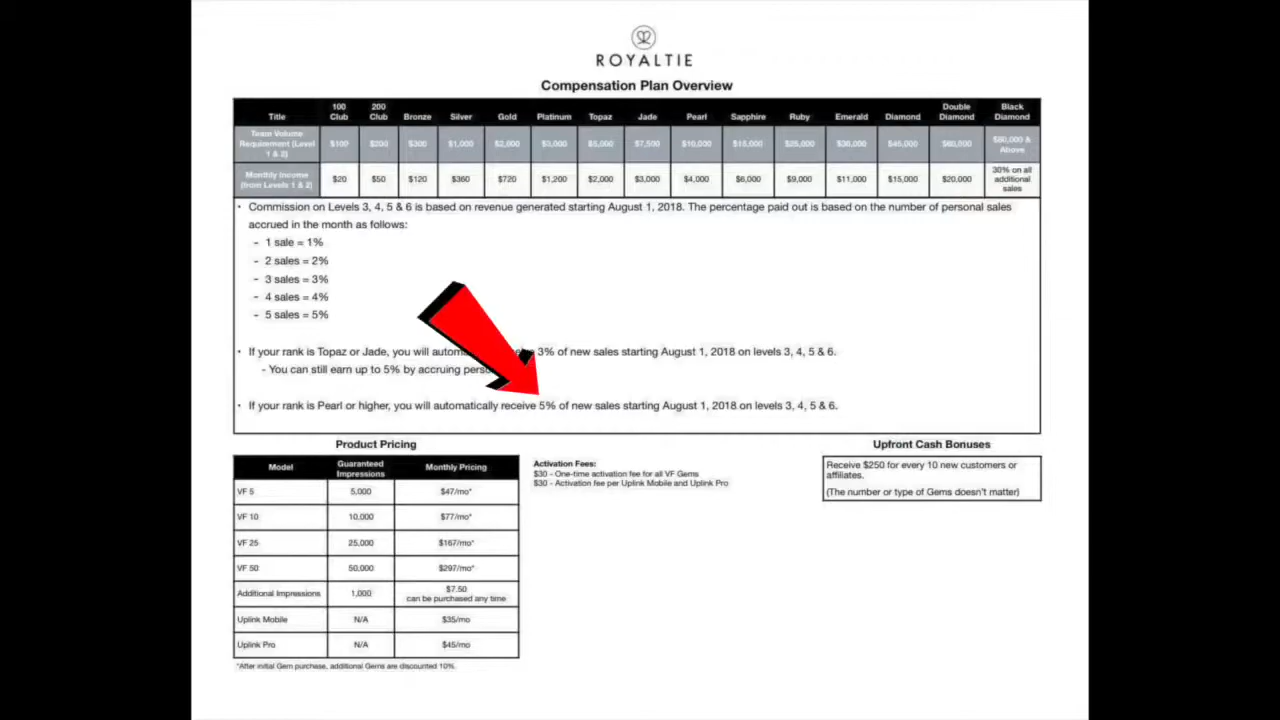 ROYALTIE
Compensation Plan Overview
Title 100 Club 200 Club Bronze Silver Gold Platinum Topaz Jade Pearl Sapphire Ruby Emerald Diamond Double Diamond Black Diamond
Team Volume Requirement (Level 1 & 2) $100 $200 $300 $1,000 $2,000 $3,000 $5,000 $7,500 $10,000 $15,000 $25,000 $30,000 $45,000 $60,000 $60,000 & Above
Monthly Income (from Levels 1 & 2) $20 $50 $120 $360 $720 $1,200 $2,000 $3,000 $4,000 $6,000 $9,000 $11,000 $15,000 $20,000 30% on all additional sales
• Commission on Levels 3, 4, 5 & 6 is based on revenue generated starting August 1, 2018. The percentage paid out is based on the number of personal sales
accrued in the month as follows:
- 1 sale = 1%
- 2 sales = 2%
- 3 sales = 3%
- 4 sales = 4%
- 5 sales = 5%
• If your rank is Topaz or Jade, you will 3% of new sales starting August 1, 2018 on levels 3, 4, 5 & 6.
- You can still earn up to 5% by accruing
• If your rank is Pearl or higher, you will automatically receive 5% of new sales starting August 1, 2018 on levels 3, 4, 5 & 6.
Product Pricing
Model Guaranteed Impressions Monthly Pricing
VF 5 5,000 $47/mo*
VF 10 10,000 $77/mo*
VF 25 25,000 $167/mo*
VF 50 50,000 $297/mo*
Additional Impressions 1,000 $7.50 can be purchased any time
Uplink Mobile N/A $35/mo
Uplink Pro N/A $45/mo
*After initial Gem purchase, additional Gems are discounted 10%.
Activation Fees:
$30 - One-time activation fee for all VF Gems
$30 - Activation fee per Uplink Mobile and Uplink Pro
Upfront Cash Bonuses
Receive $250 for every 10 new customers or
affiliates.
(The number or type of Gems doesn't matter)